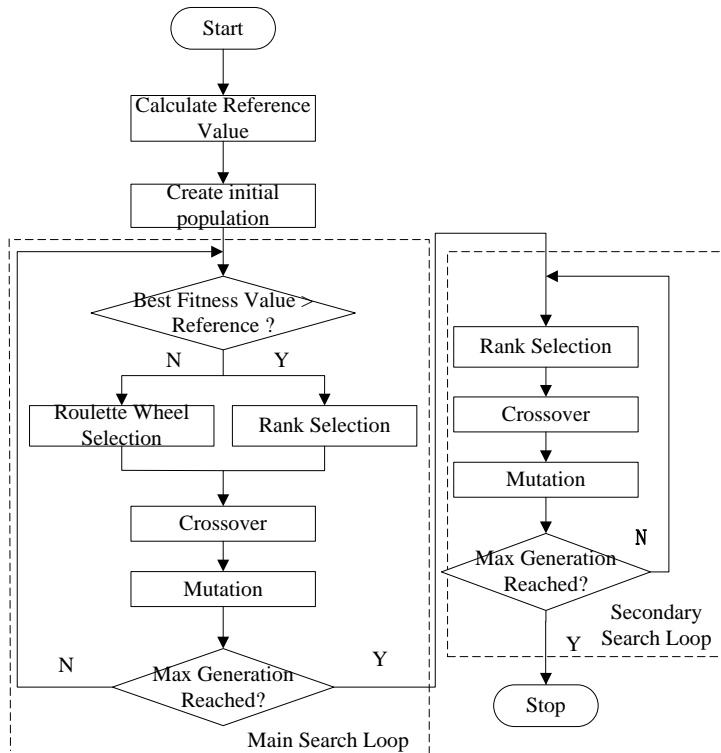 Start
Calculate Reference
Value
Create initial
population
Best Fitness Value >
Reference ?
N
Y
Roulette Wheel
Selection
Rank Selection
Crossover
Mutation
Max Generation
Reached?
N
Y
Main Search Loop
Rank Selection
Crossover
Mutation
Max Generation
Reached?
N
Y
Secondary
Search Loop
Stop